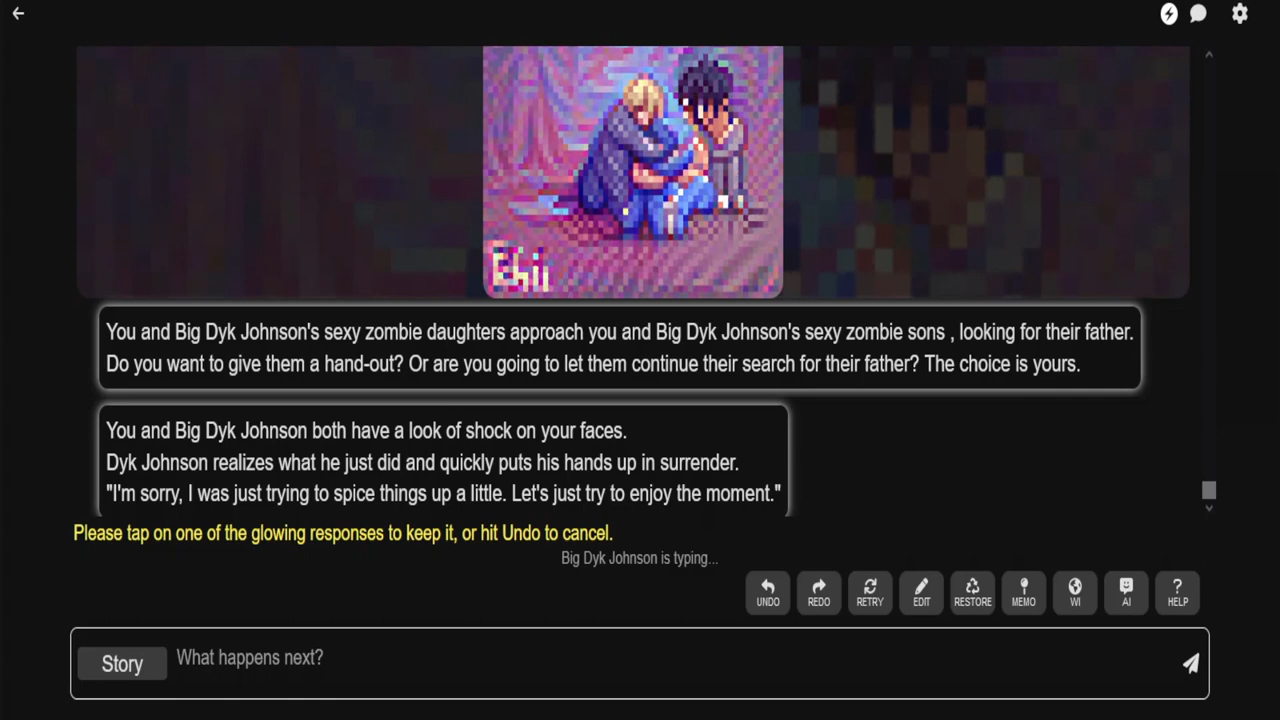 Ehii
You and Big Dyk Johnson's sexy zombie daughters approach you and Big Dyk Johnson's sexy zombie sons , looking for their father.
Do you want to give them a hand-out? Or are you going to let them continue their search for their father? The choice is yours.
You and Big Dyk Johnson both have a look of shock on your faces.
Dyk Johnson realizes what he just did and quickly puts his hands up in surrender.
"I'm sorry, I was just trying to spice things up a little. Let's just try to enjoy the moment."
Please tap on one of the glowing responses to keep it, or hit Undo to cancel.
Big Dyk Johnson is typing...
UNDO REDO RETRY EDIT RESTORE MEMO WI AI HELP
Story What happens next?